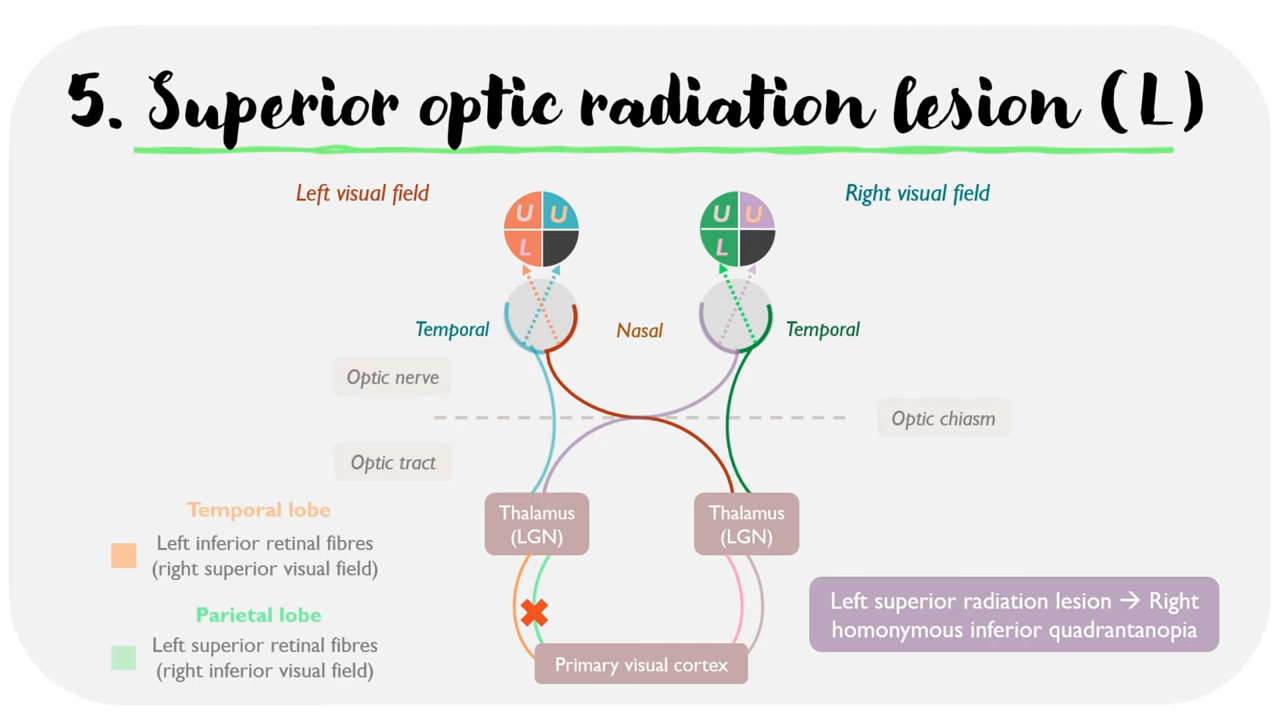 5. Superior optic radiation lesion (L)
Left visual field
Right visual field
U U
L
U U
L
Temporal
Nasal
Temporal
Optic nerve
Optic chiasm
Optic tract
Thalamus
(LGN)
Thalamus
(LGN)
Temporal lobe
Left inferior retinal fibres
(right superior visual field)
Parietal lobe
Left superior retinal fibres
(right inferior visual field)
Left superior radiation lesion → Right
homonymous inferior quadrantanopia
Primary visual cortex